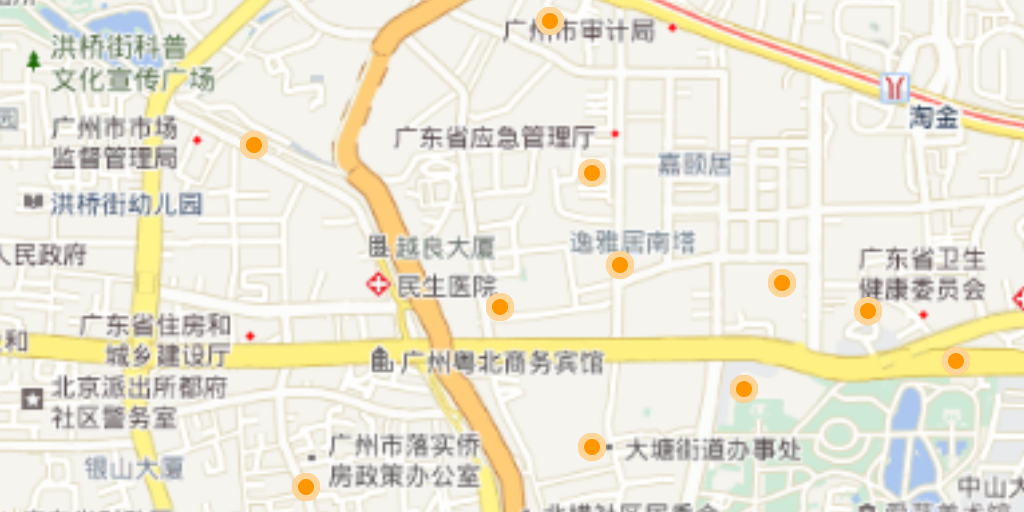 广州市审计局
洪桥街科普
文化宣传广场
淘金
园
广州市市场
监督管理局
广东省应急管理厅
嘉颐居
洪桥街幼儿园
人民政府
越良大厦
逸雅居南塔
民生医院
广东省卫生
健康委员会
和
广东省住房和
城乡建设厅
广州粤北商务宾馆
北京派出所都府
社区警务室
广州市落实侨
房政策办公室
大塘街道办事处
银山大厦
中山大